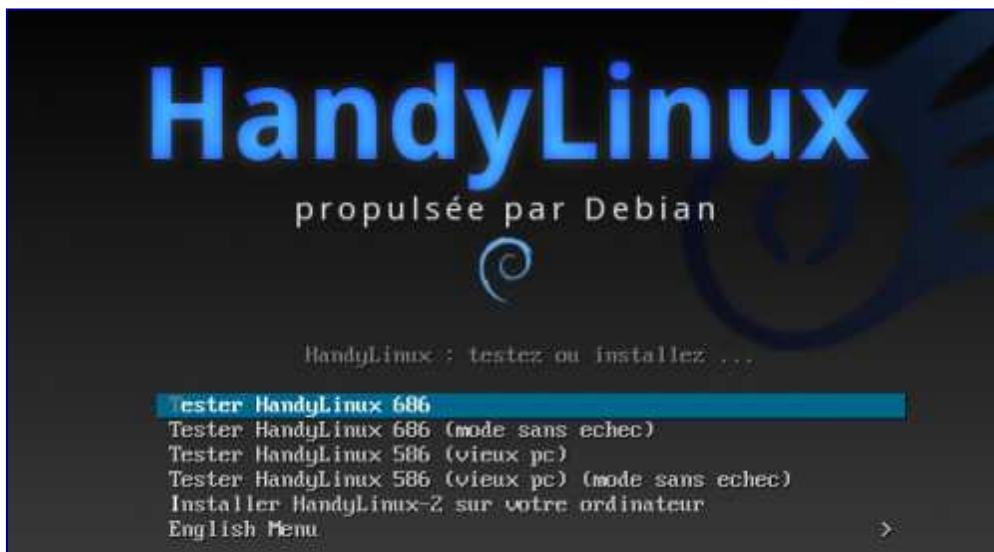 HandyLinux
propulsée par Debian
HandyLinux : testez ou installez ...
Tester HandyLinux 686
Tester HandyLinux 686 (mode sans echec)
Tester HandyLinux 586 (vieux pc)
Tester HandyLinux 586 (vieux pc) (mode sans echec)
Installer HandyLinux-2 sur votre ordinateur
English Menu >